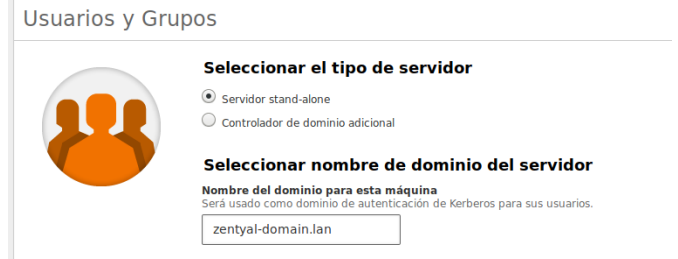 Usuarios y Grupos
Seleccionar el tipo de servidor
Servidor stand-alone
Controlador de dominio adicional
Seleccionar nombre de dominio del servidor
Nombre del dominio para esta máquina
Será usado como dominio de autenticación de Kerberos para sus usuarios.
zentyal-domain.lan